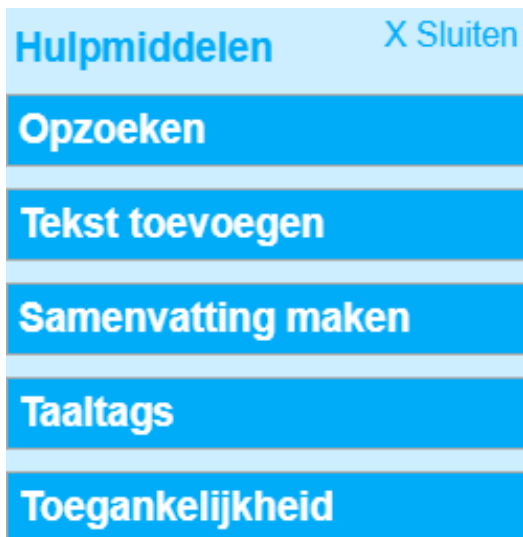 Hulpmiddelen
X Sluiten
Opzoeken
Tekst toevoegen
Samenvatting maken
Taaltags
Toegankelijkheid